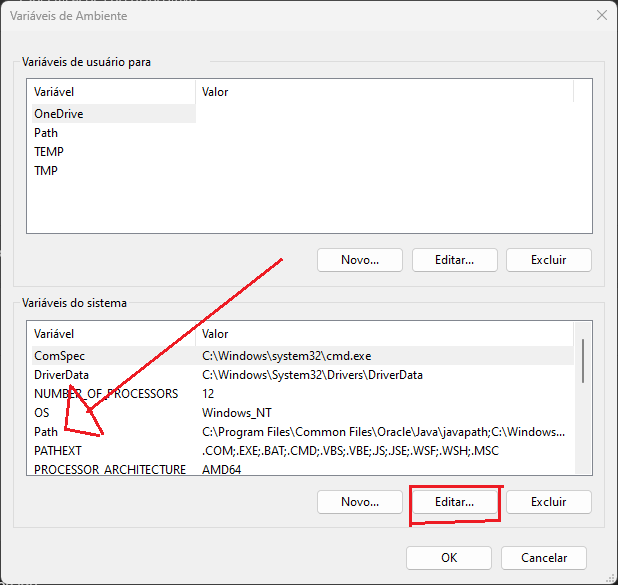 Variáveis de Ambiente
Variáveis de usuário para
Variável Valor
OneDrive
Path
TEMP
TMP
Novo... Editar... Excluir
Variáveis do sistema
Variável Valor
ComSpec C:\Windows\system32\cmd.exe
DriverData C:\Windows\System32\Drivers\DriverData
NUMBER_OF_PROCESSORS 12
OS Windows_NT
Path C:\Program Files\Common Files\Oracle\Java\javapath;C:\Windows...
PATHEXT .COM;.EXE;.BAT;.CMD;.VBS;.VBE;.JS;.JSE;.WSF;.WSH;.MSC
PROCESSOR_ARCHITECTURE AMD64
Novo... Editar... Excluir
OK Cancelar